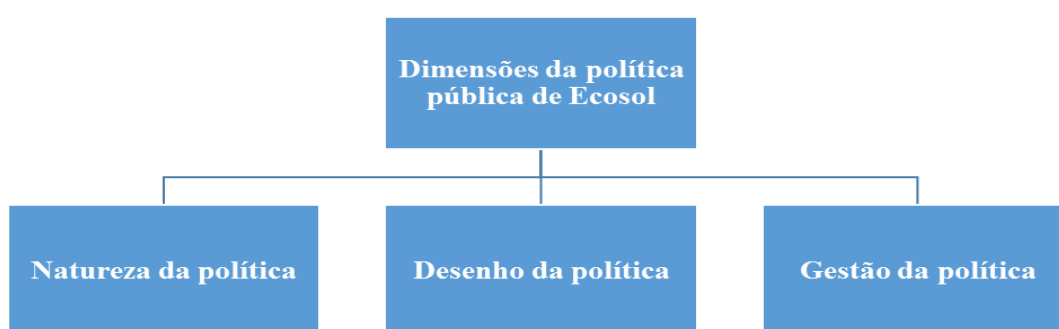 Dimensões da política
pública de Ecosol
Natureza da política
Desenho da política
Gestão da política